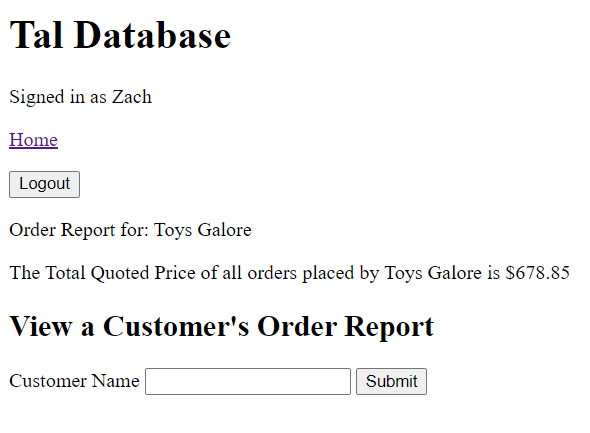 Tal Database
Signed in as Zach
Home
Logout
Order Report for: Toys Galore
The Total Quoted Price of all orders placed by Toys Galore is $678.85
View a Customer's Order Report
Customer Name Submit